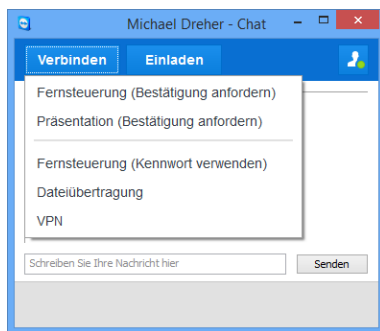 Michael Dreher - Chat
Verbinden Einladen
Fernsteuerung (Bestätigung anfordern)
Präsentation (Bestätigung anfordern)
Fernsteuerung (Kennwort verwenden)
Dateiübertragung
VPN
Schreiben Sie Ihre Nachricht hier Senden